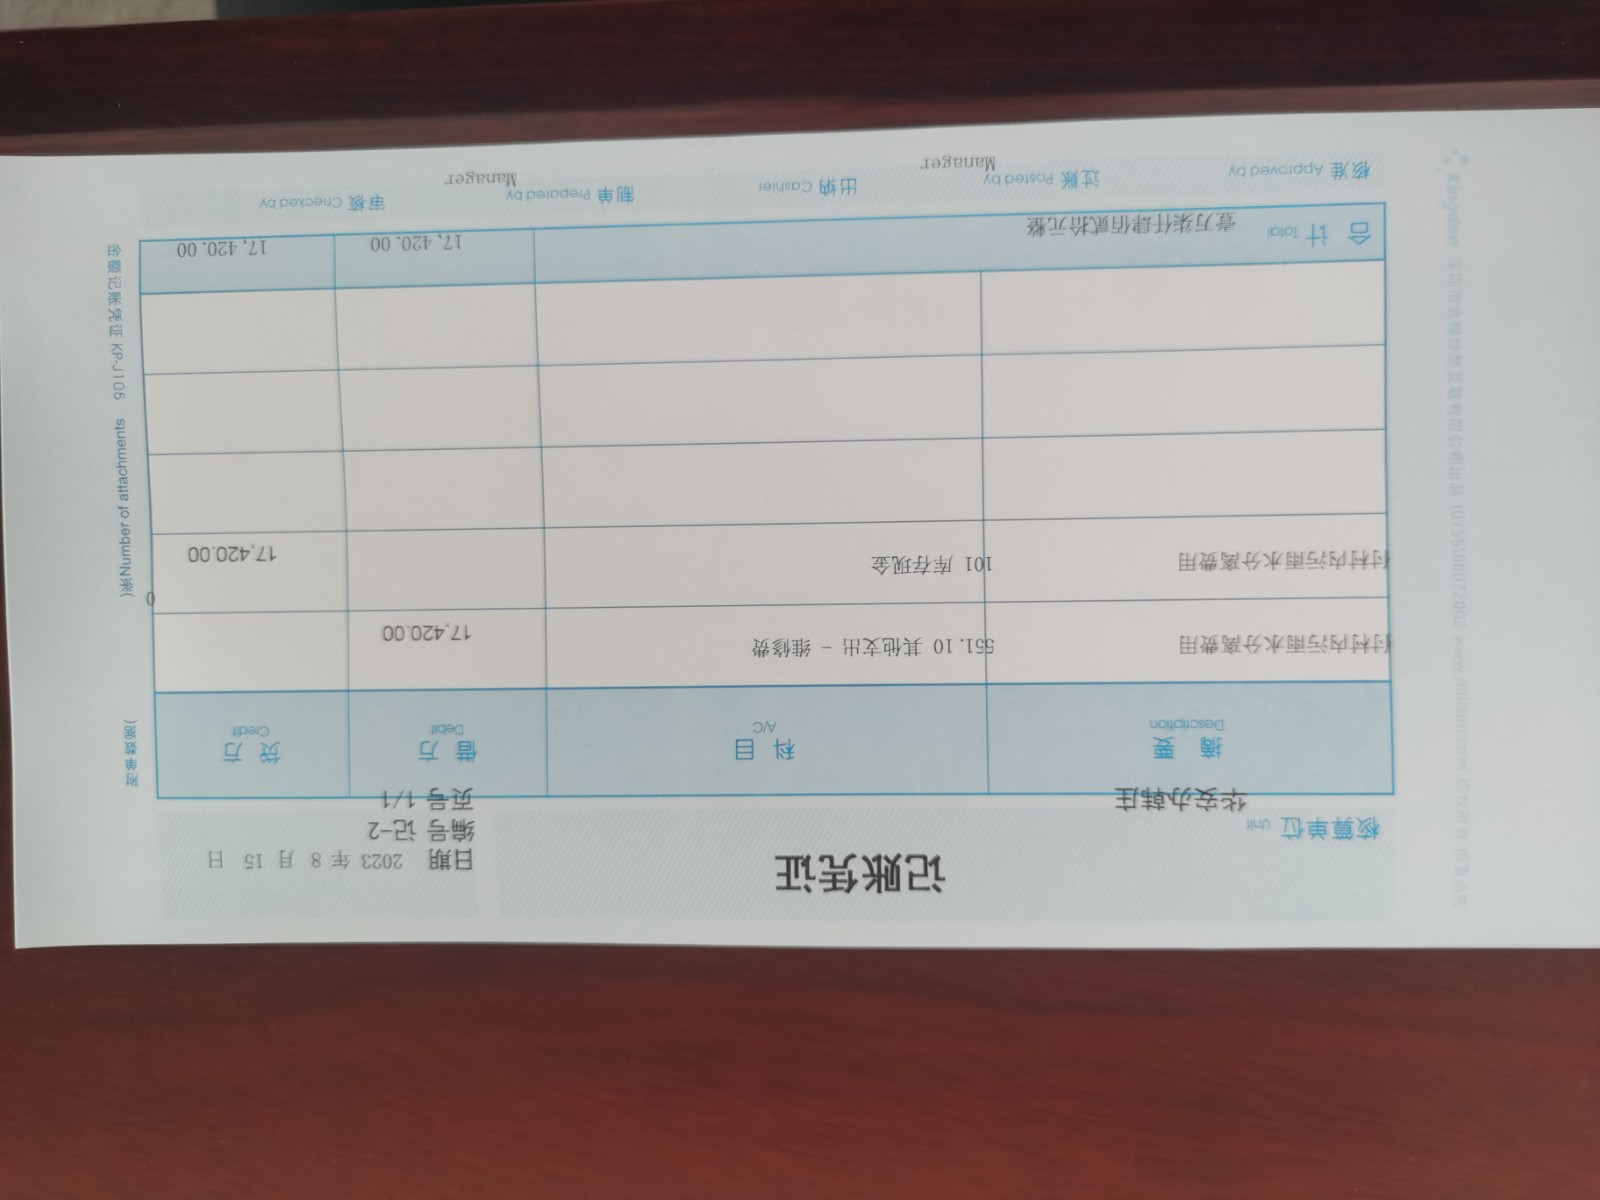 记账凭证
日期 2023 年 8 月 15 日
编号 记-2
核算单位 Unit 华安办韩庄
页号 1/1
摘 要 Description 科 目 A/C 借 方 Debit 贷 方 Credit
付村内污雨水分离费用 551.10 其他支出 - 维修费 17,420.00
付村内污雨水分离费用 101 库存现金 17,420.00
合 计 Total 壹万柒仟肆佰贰拾元整 17,420.00 17,420.00
核准 Approved by 过账 Posted by Manager 出纳 Cashier 制单 Prepared by Manager 审核 Checked by
附单数(
0
张)Number of attachments
金额记账凭证 KP-J105
Kingdee